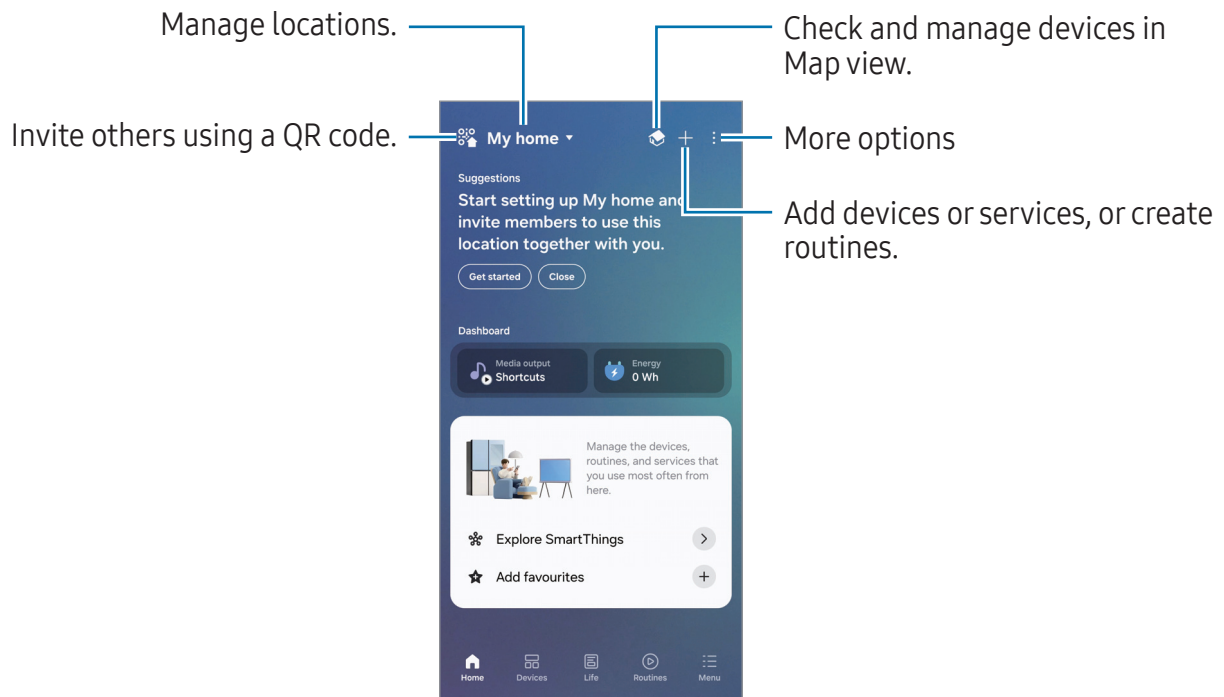 Manage locations.
Check and manage devices in
Map view.
Invite others using a QR code.
My home
More options
Add devices or services, or create
routines.
Suggestions
Start setting up My home and
invite members to use this
location together with you.
Get started
Close
Dashboard
Media output
Shortcuts
Energy
0 Wh
Manage the devices,
routines, and services that
you use most often from
here.
Explore SmartThings
Add favourites
Home
Devices
Life
Routines
Menu